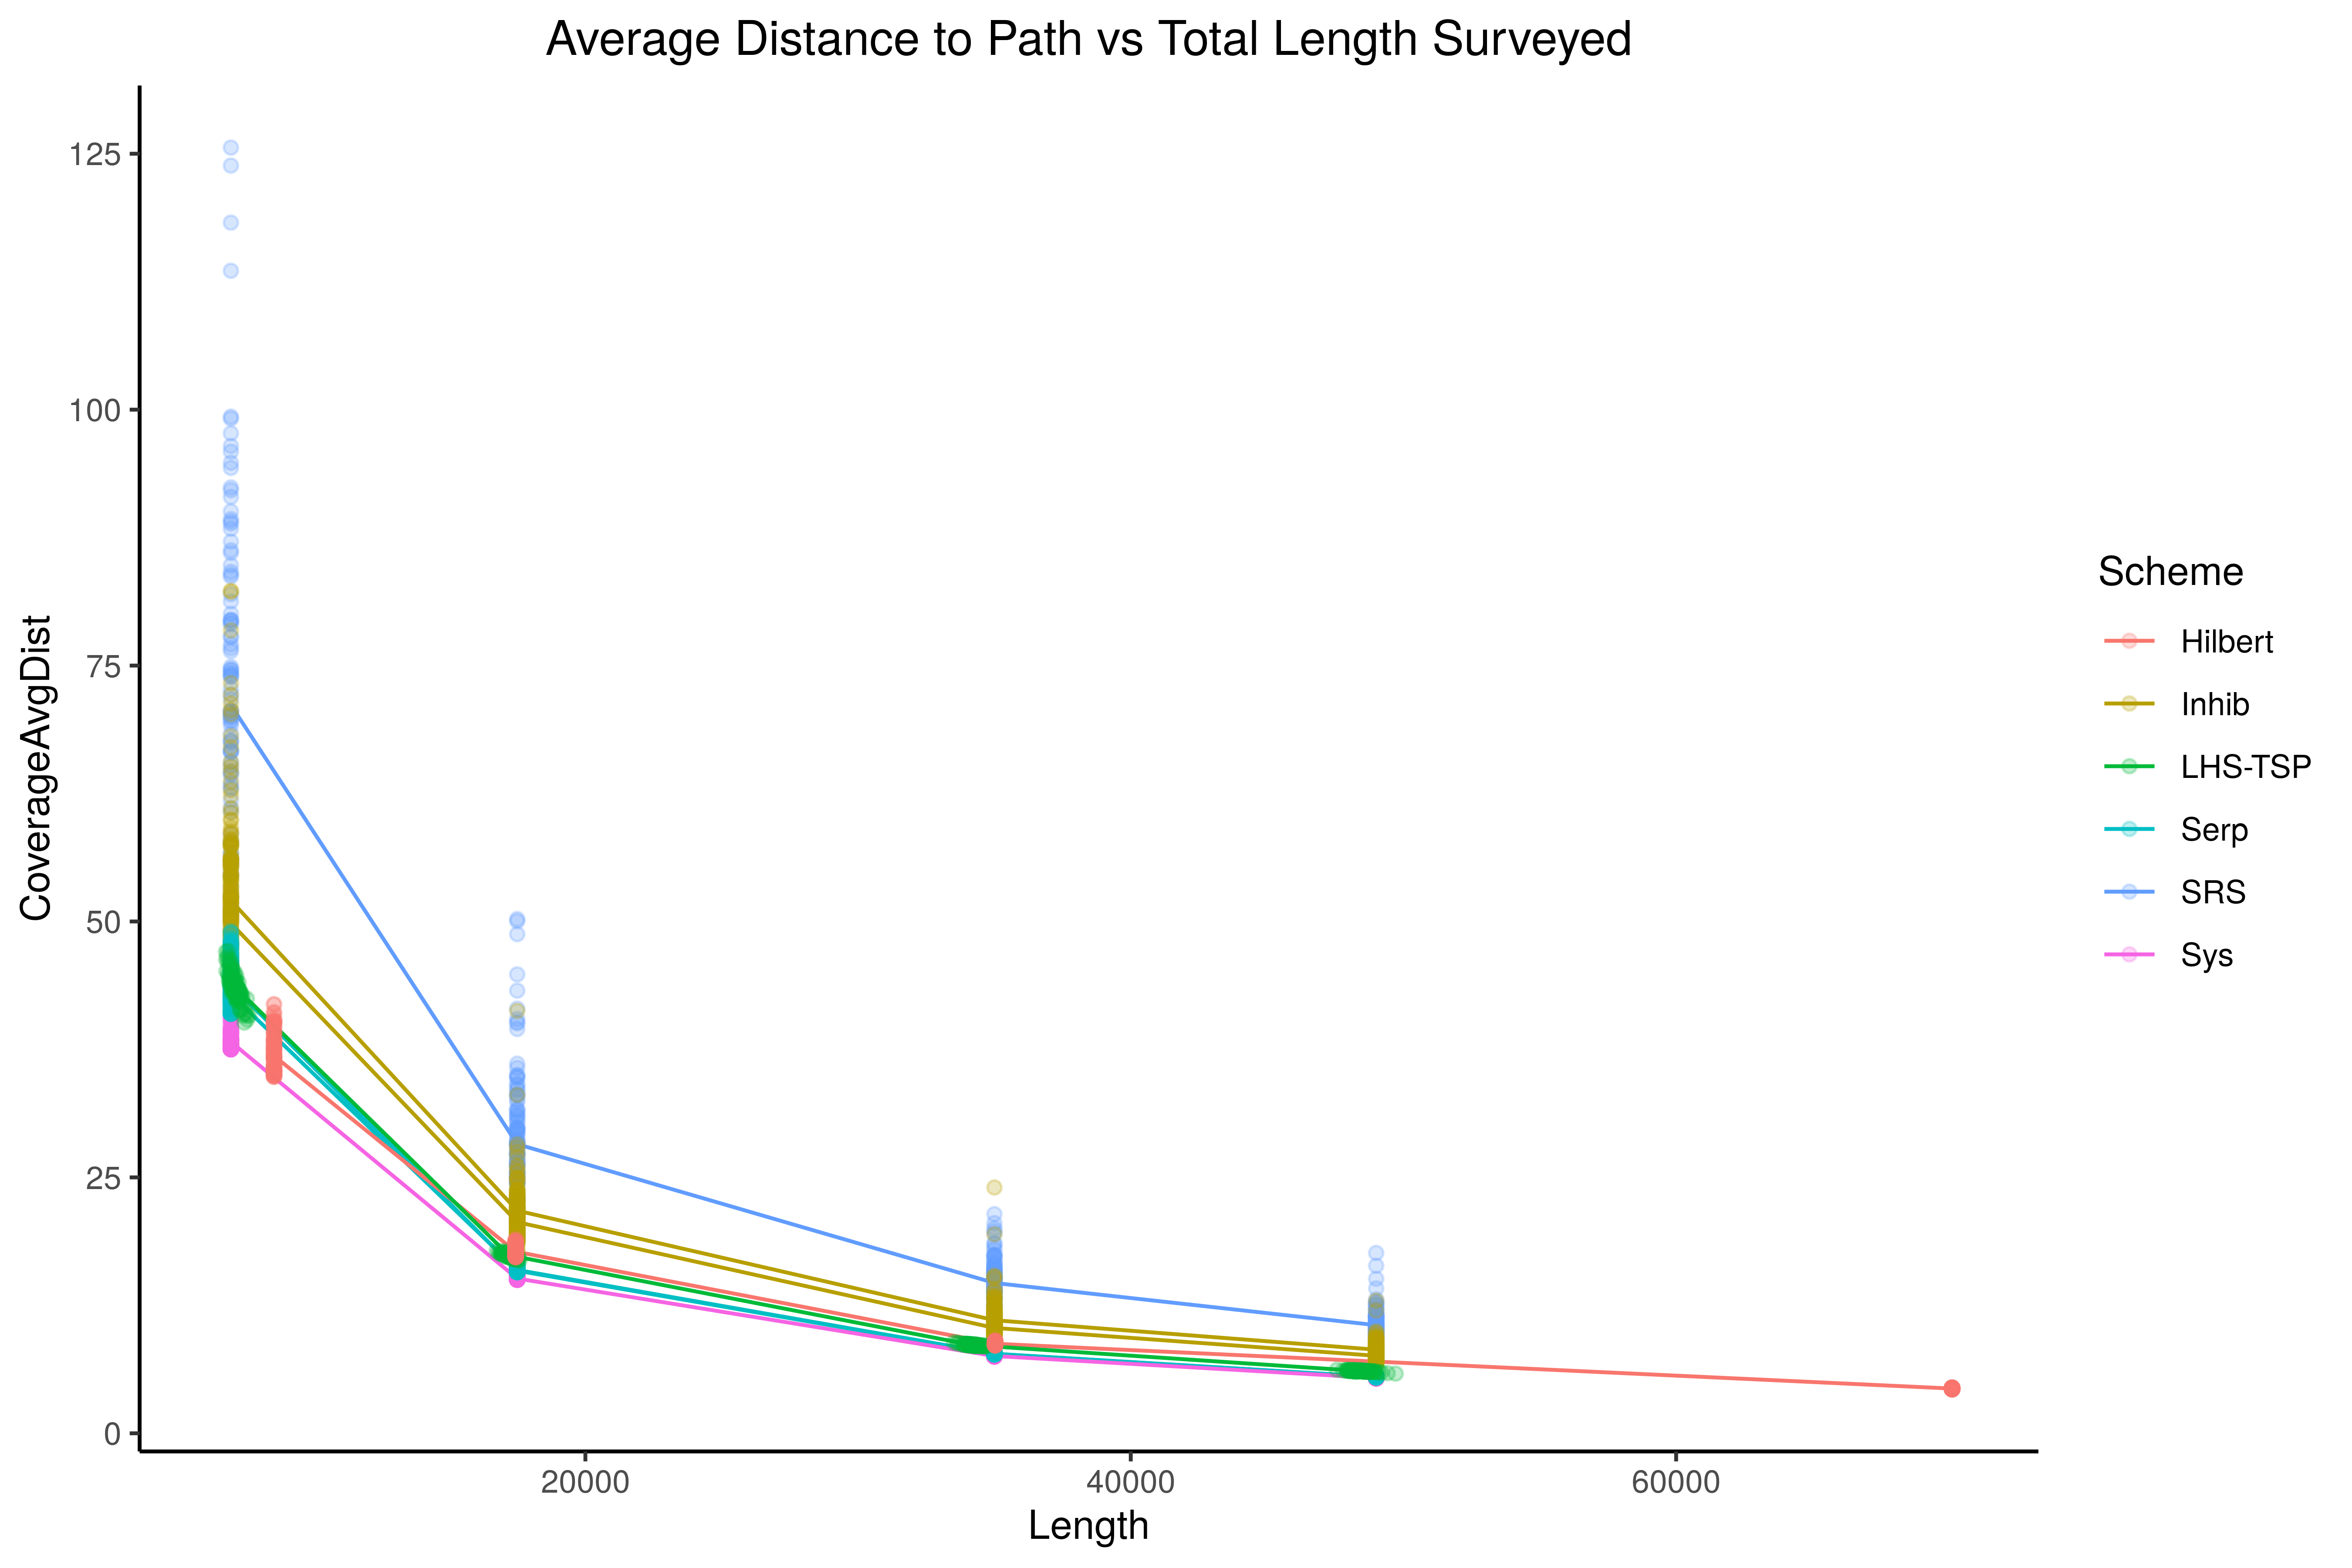 Average Distance to Path vs Total Length Surveyed
CoverageAvgDist
125
100
75
50
25
0
20000
40000
60000
Length
Scheme
Hilbert
Inhib
LHS-TSP
Serp
SRS
Sys